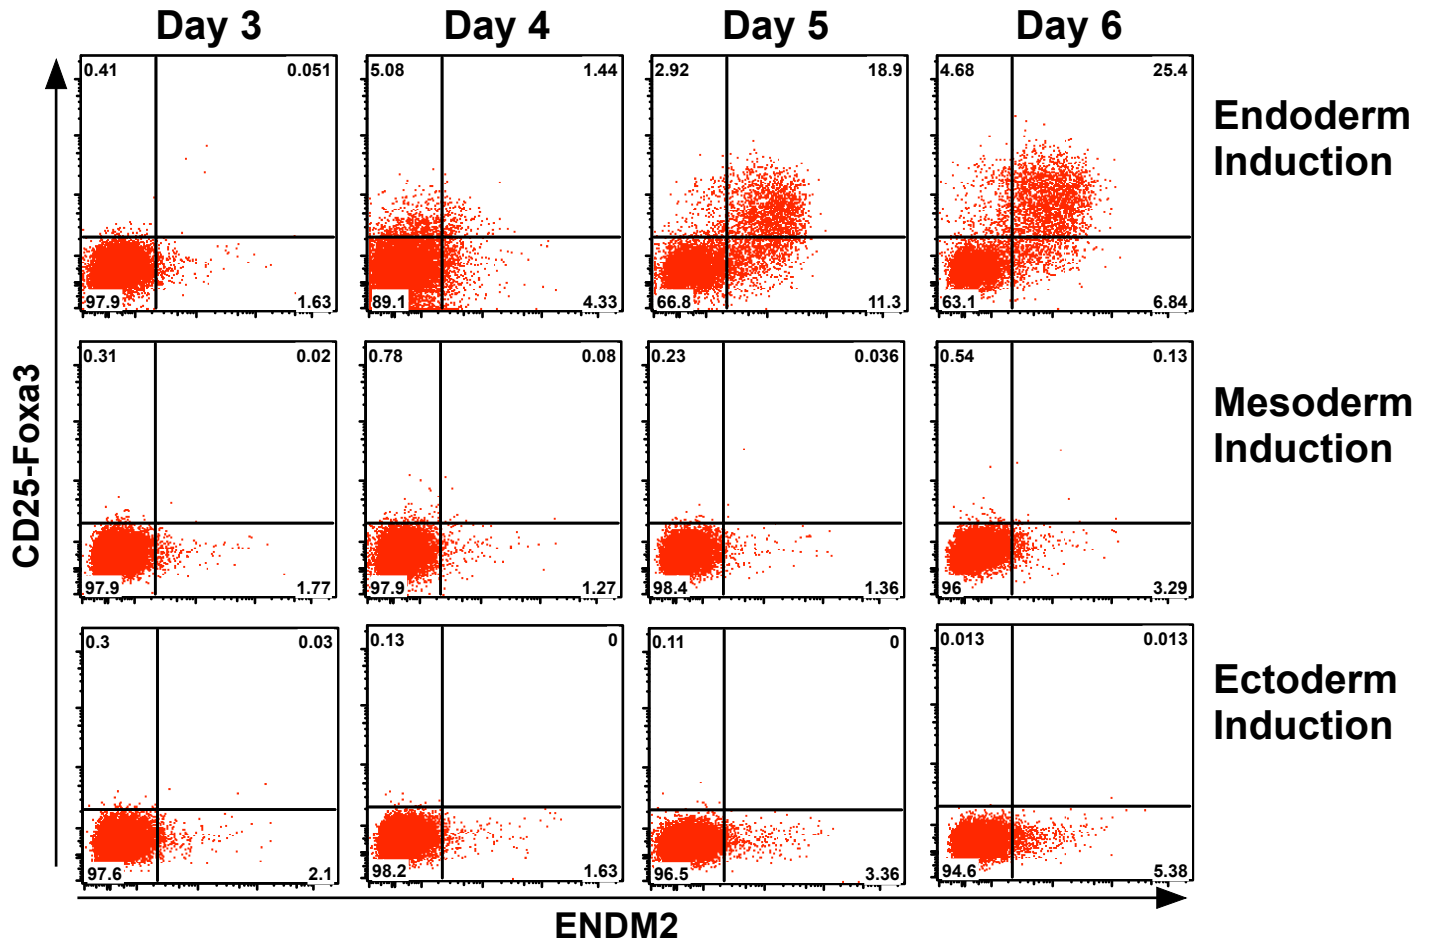 Day 3 Day 4 Day 5 Day 6
0.41 0.051 5.08 1.44 2.92 18.9 4.68 25.4
Endoderm
Induction
97.9 1.63 89.1 4.33 66.8 11.3 63.1 6.84
0.31 0.02 0.78 0.08 0.23 0.036 0.54 0.13
CD25-Foxa3
Mesoderm
Induction
97.9 1.77 97.9 1.27 98.4 1.36 96 3.29
0.3 0.03 0.13 0 0.11 0 0.013 0.013
Ectoderm
Induction
97.6 2.1 98.2 1.63 96.5 3.36 94.6 5.38
ENDM2